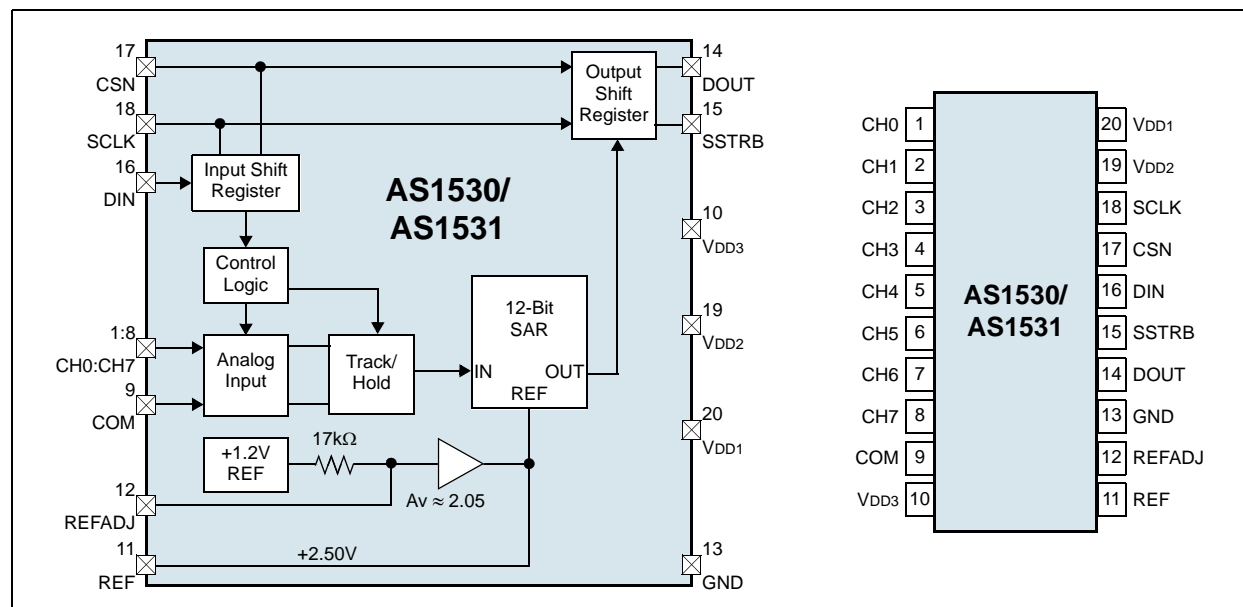 17
CSN
18
SCLK
16
DIN
Input Shift
Register
Output
Shift
Register
14
DOUT
15
SSTRB
AS1530/
AS1531
10
VDD3
Control
Logic
12-Bit
SAR
IN
OUT
REF
19
VDD2
1:8
CH0:CH7
9
COM
Analog
Input
Track/
Hold
20
VDD1
+1.2V
REF
17kΩ
Av ≈ 2.05
12
REFADJ
11
REF
+2.50V
13
GND
CH0 1
CH1 2
CH2 3
CH3 4
CH4 5
CH5 6
CH6 7
CH7 8
COM 9
VDD3 10
AS1530/
AS1531
20 VDD1
19 VDD2
18 SCLK
17 CSN
16 DIN
15 SSTRB
14 DOUT
13 GND
12 REFADJ
11 REF